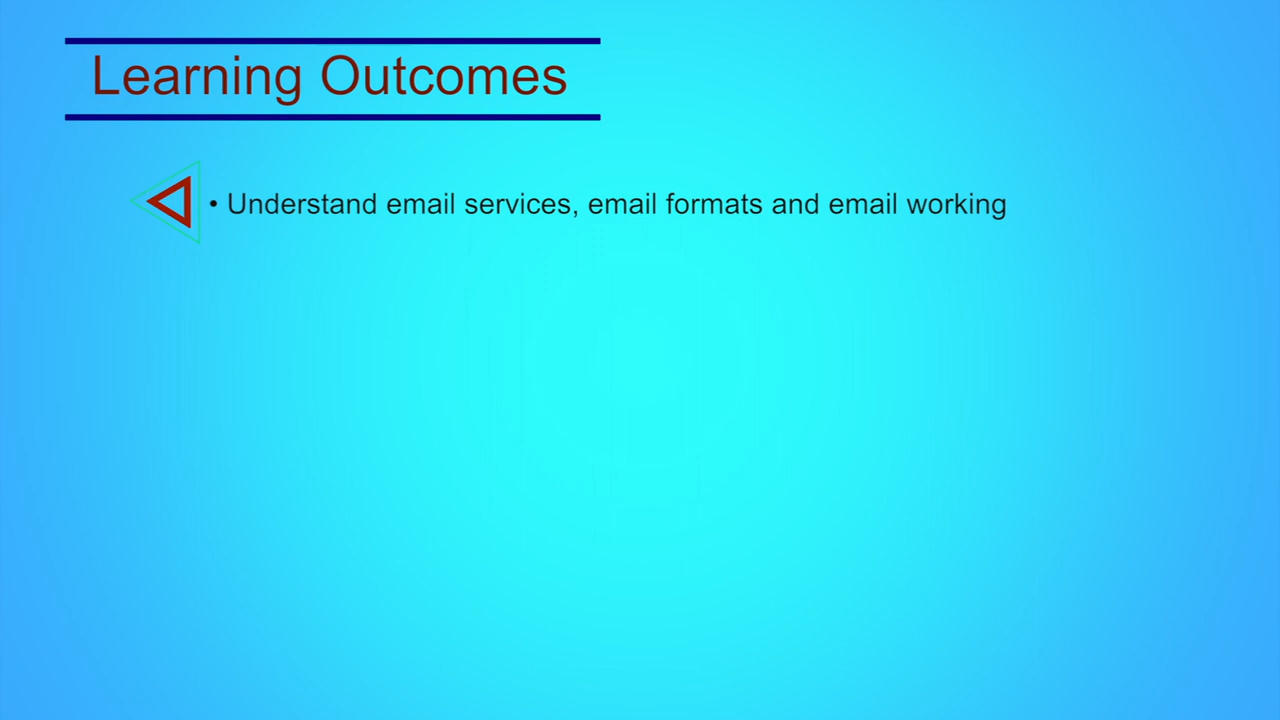 Learning Outcomes
• Understand email services, email formats and email working